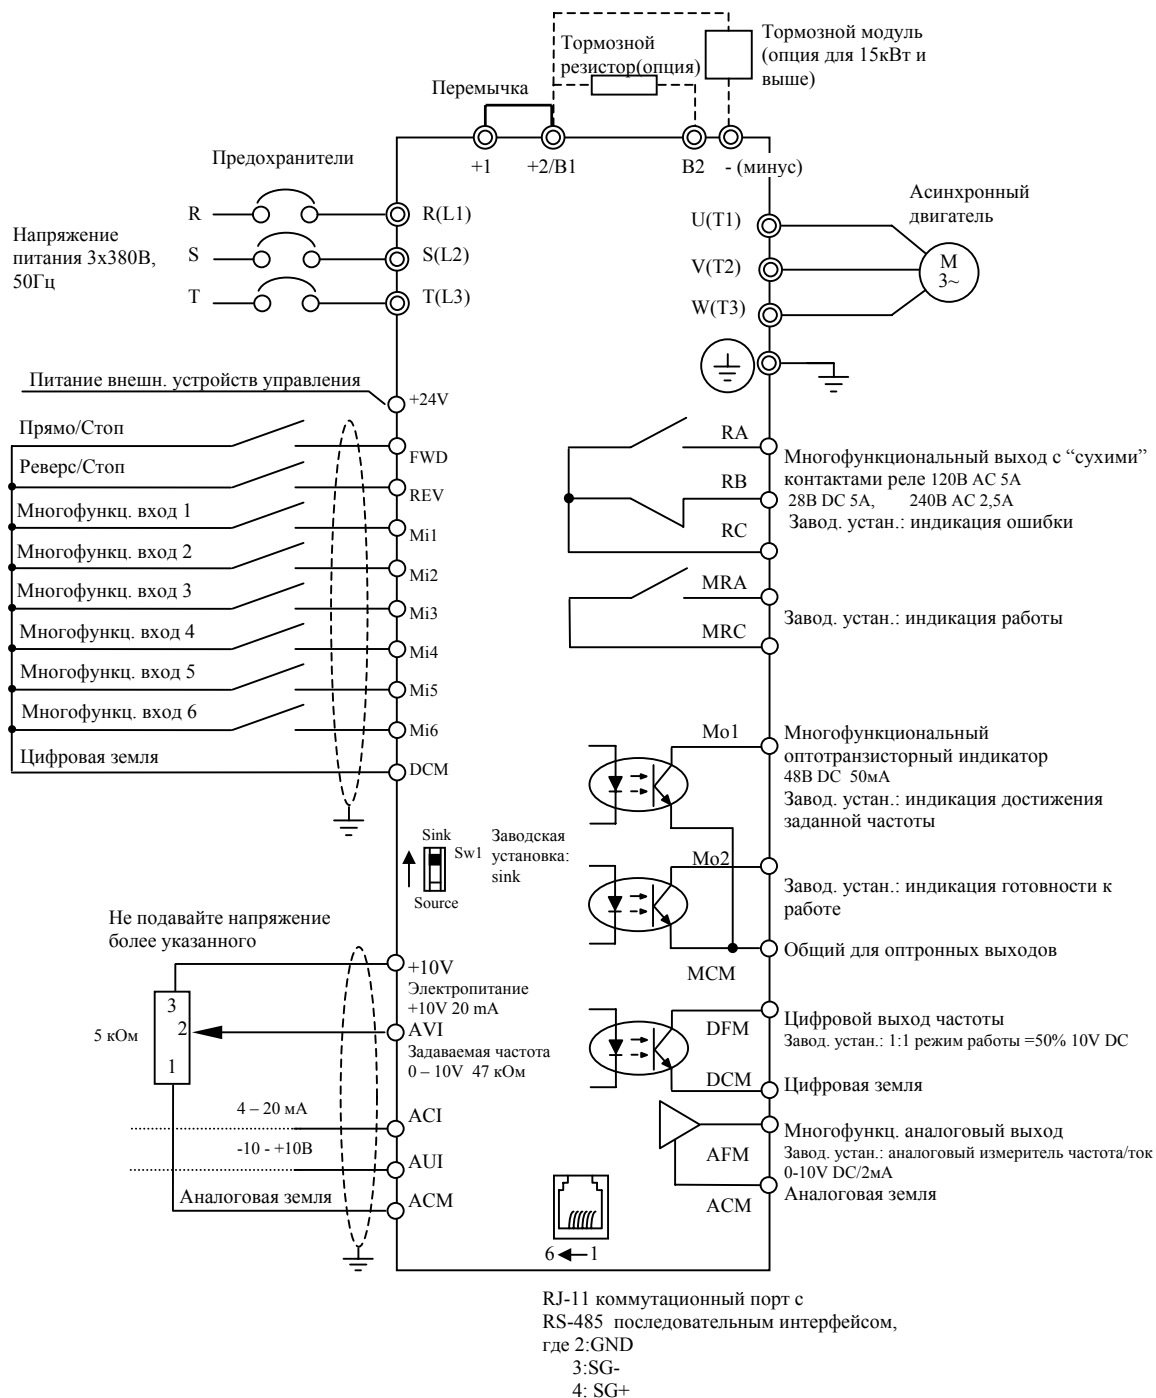 Тормозной
резистор(опция)
Тормозной модуль
(опция для 15кВт и
выше)
Перемычка
+1
+2/B1
B2
- (минус)
Предохранители
Напряжение
питания 3х380В,
50Гц
R
S
T
R(L1)
S(L2)
T(L3)
U(T1)
V(T2)
W(T3)
Асинхронный
двигатель
M
3~
Питание внешн. устройств управления
+24V
Прямо/Стоп
FWD
Реверс/Стоп
REV
Многофункц. вход 1
Mi1
Многофункц. вход 2
Mi2
Многофункц. вход 3
Mi3
Многофункц. вход 4
Mi4
Многофункц. вход 5
Mi5
Многофункц. вход 6
Mi6
Цифровая земля
DCM
RA
RB
RC
Многофункциональный выход с “сухими”
контактами реле 120В AC 5А
28В DC 5А, 240В AC 2,5А
Завод. устан.: индикация ошибки
MRA
MRC
Завод. устан.: индикация работы
Sink
Sw1
Source
Заводская
установка:
sink
Mo1
Многофункциональный
оптотранзисторный индикатор
48В DC 50мА
Завод. устан.: индикация достижения
заданной частоты
Mo2
Завод. устан.: индикация готовности к
работе
MCM
Общий для оптронных выходов
Не подавайте напряжение
более указанного
5 кОм
3
2
1
+10V
Электропитание
+10V 20 mA
AVI
Задаваемая частота
0 – 10V 47 кОм
4 – 20 мА
ACI
-10 - +10В
AUI
Аналоговая земля
ACM
DFM
Цифровой выход частоты
Завод. устан.: 1:1 режим работы =50% 10V DC
DCM
Цифровая земля
AFM
Многофункц. аналоговый выход
Завод. устан.: аналоговый измеритель частота/ток
0-10V DC/2мА
ACM
Аналоговая земля
6
1
RJ-11 коммутационный порт с
RS-485 последовательным интерфейсом,
где 2:GND
3:SG-
4: SG+